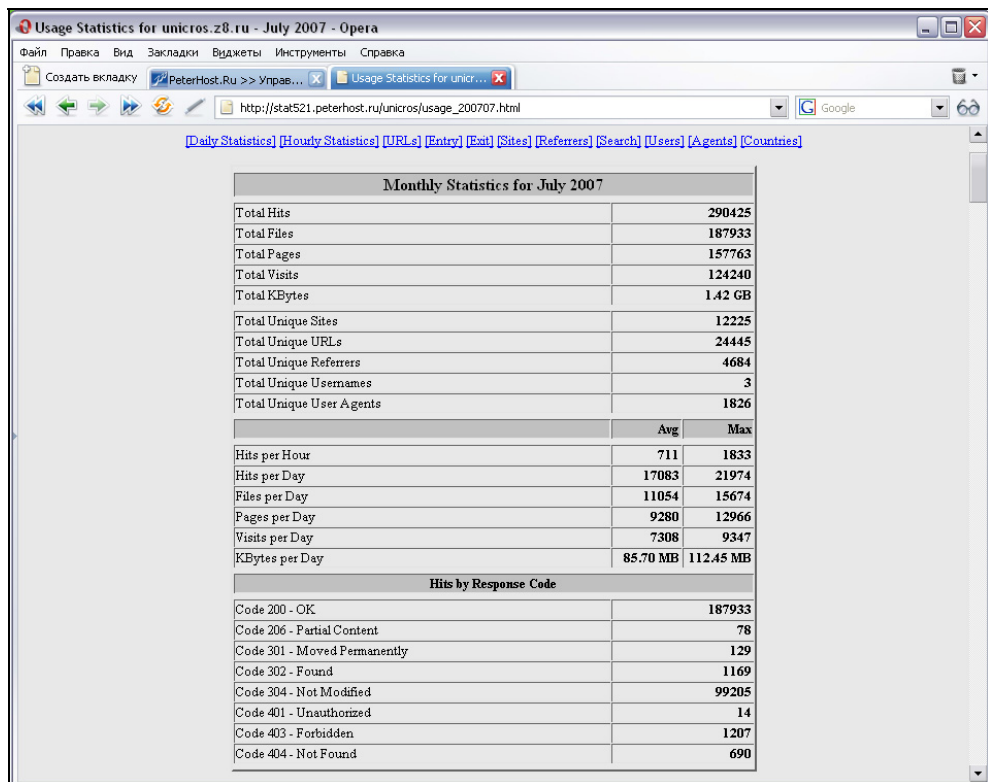 Usage Statistics for unicros.z8.ru - July 2007 - Opera
Файл Правка Вид Закладки Виджеты Инструменты Справка
Создать вкладку PeterHost.Ru >> Управ... Usage Statistics for unicr...
http://stat521.peterhost.ru/unicros/usage_200707.html G Google
[Daily Statistics] [Hourly Statistics] [URLs] [Entry] [Exit] [Sites] [Referrers] [Search] [Users] [Agents] [Countries]
Monthly Statistics for July 2007
Total Hits 290425
Total Files 187933
Total Pages 157763
Total Visits 124240
Total KBytes 1.42 GB
Total Unique Sites 12225
Total Unique URLs 24445
Total Unique Referrers 4684
Total Unique Usernames 3
Total Unique User Agents 1826
Avg Max
Hits per Hour 711 1833
Hits per Day 17083 21974
Files per Day 11054 15674
Pages per Day 9280 12966
Visits per Day 7308 9347
KBytes per Day 85.70 MB 112.45 MB
Hits by Response Code
Code 200 - OK 187933
Code 206 - Partial Content 78
Code 301 - Moved Permanently 129
Code 302 - Found 1169
Code 304 - Not Modified 99205
Code 401 - Unauthorized 14
Code 403 - Forbidden 1207
Code 404 - Not Found 690